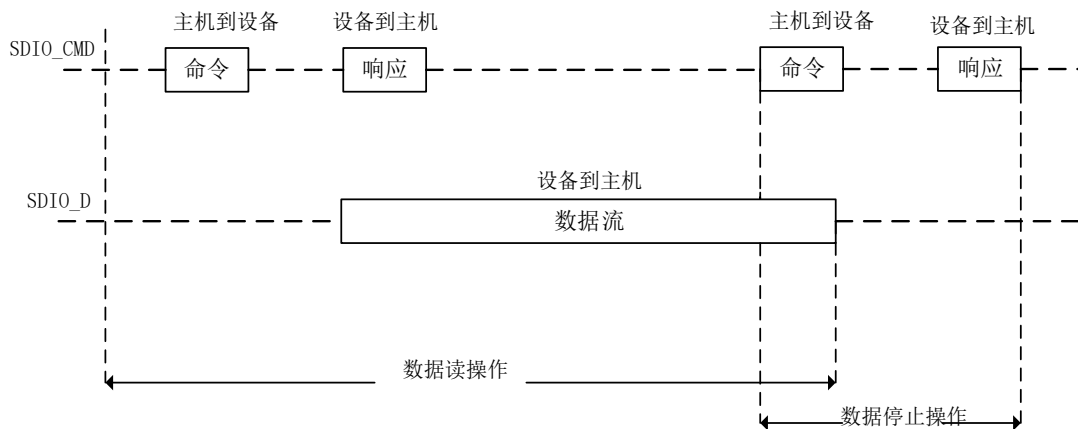 主机到设备 设备到主机 主机到设备 设备到主机
SDIO_CMD 命令 响应 命令 响应
设备到主机
SDIO_D 数据流
数据读操作
数据停止操作